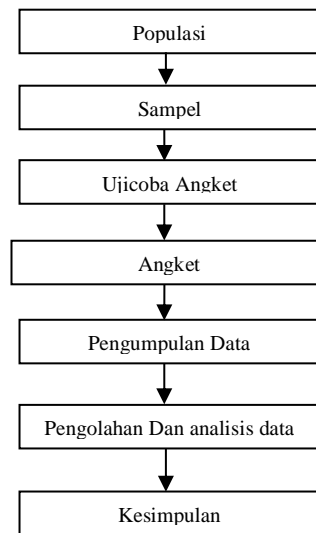 Populasi
Sampel
Ujicoba Angket
Angket
Pengumpulan Data
Pengolahan Dan analisis data
Kesimpulan